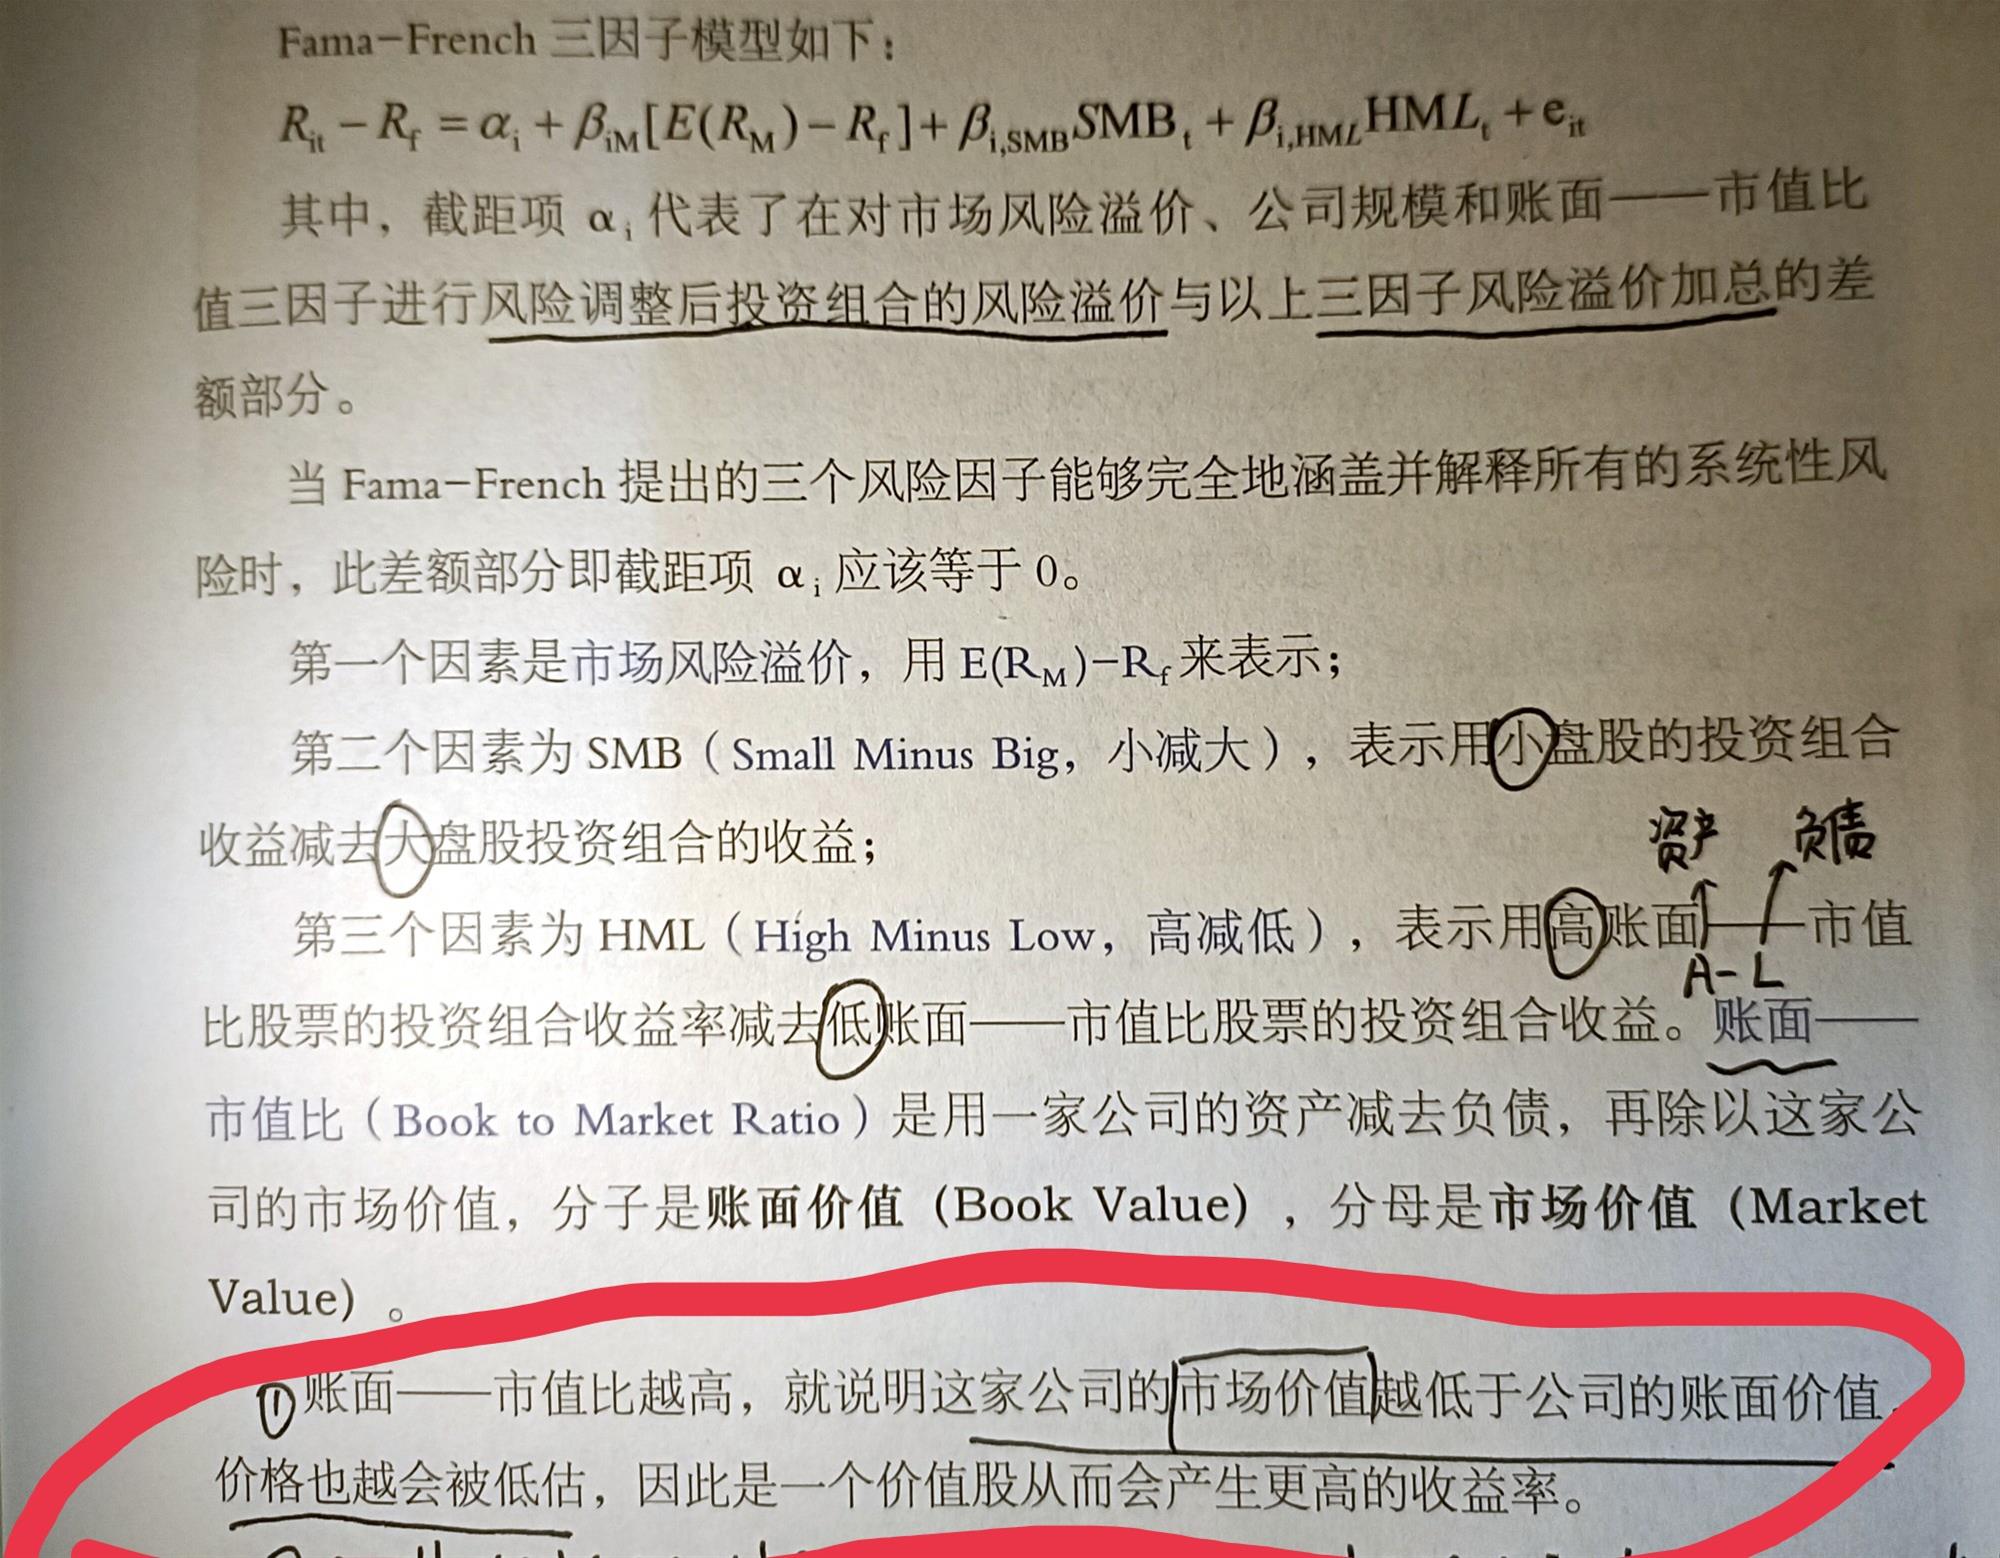 Fama-French 三因子模型如下：
R_it - R_f = α_i + β_iM[E(R_M) - R_f] + β_i,SMB SMB_t + β_i,HML HML_t + e_it
其中，截距项 α_i 代表了在对市场风险溢价、公司规模和账面——市值比
值三因子进行风险调整后投资组合的风险溢价与以上三因子风险溢价加总的差
额部分。
当 Fama-French 提出的三个风险因子能够完全地涵盖并解释所有的系统性风
险时，此差额部分即截距项 α_i 应该等于 0。
第一个因素是市场风险溢价，用 E(R_M)-R_f 来表示；
第二个因素为 SMB（Small Minus Big，小减大），表示用小盘股的投资组合
收益减去大盘股投资组合的收益；
资产 负债
第三个因素为 HML（High Minus Low，高减低），表示用高账面——市值
A-L
比股票的投资组合收益率减去低账面——市值比股票的投资组合收益。账面——
市值比（Book to Market Ratio）是用一家公司的资产减去负债，再除以这家公
司的市场价值，分子是账面价值（Book Value），分母是市场价值（Market
Value）。
① 账面——市值比越高，就说明这家公司的市场价值越低于公司的账面价值，
价格也越会被低估，因此是一个价值股从而会产生更高的收益率。